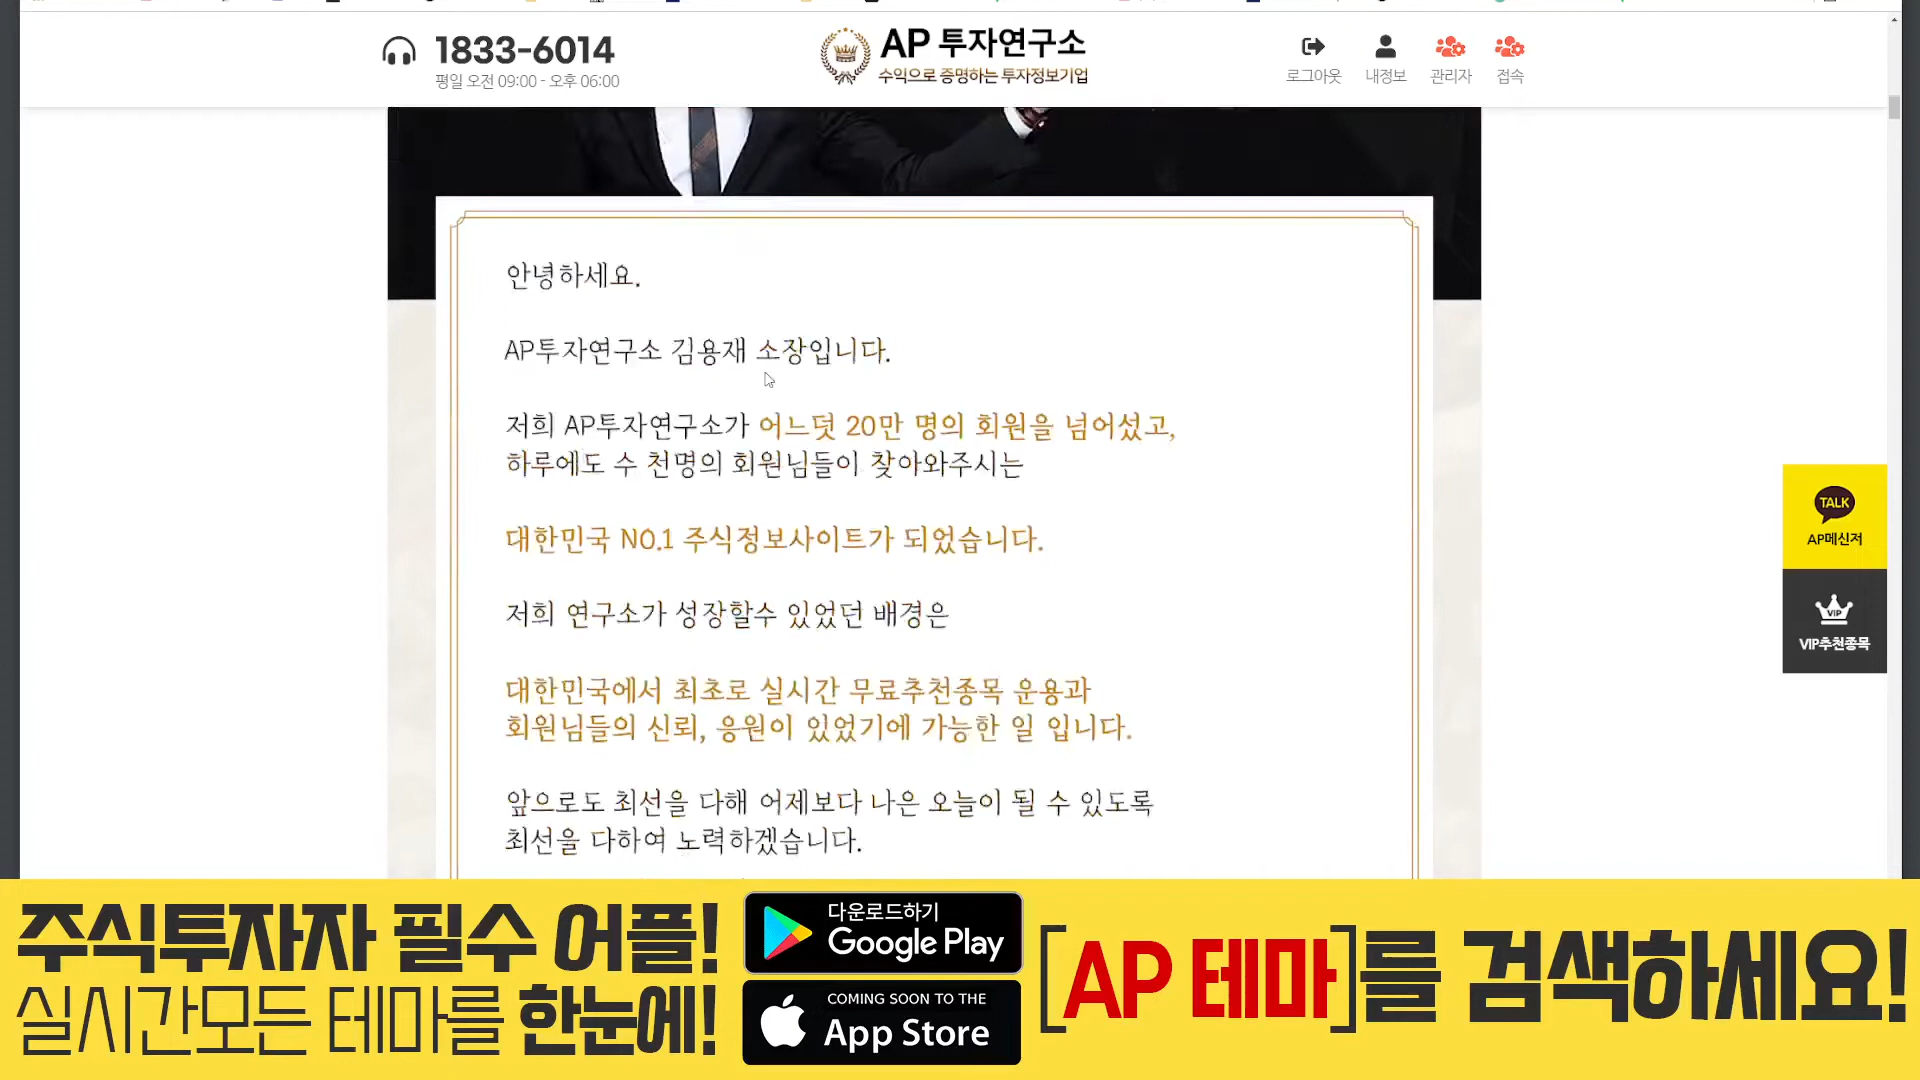 1833-6014
평일 오전 09:00 - 오후 06:00
AP 투자연구소
수익으로 증명하는 투자정보기업
로그아웃
내정보
관리자
접속
안녕하세요.
AP투자연구소 김용재 소장입니다.
저희 AP투자연구소가 어느덧 20만 명의 회원을 넘어섰고,
하루에도 수 천명의 회원님들이 찾아와주시는
대한민국 NO.1 주식정보사이트가 되었습니다.
저희 연구소가 성장할수 있었던 배경은
대한민국에서 최초로 실시간 무료추천종목 운용과
회원님들의 신뢰, 응원이 있었기에 가능한 일 입니다.
앞으로도 최선을 다해 어제보다 나은 오늘이 될 수 있도록
최선을 다하여 노력하겠습니다.
TALK
AP메신저
VIP
VIP추천종목
주식투자자 필수 어플!
실시간모든 테마를 한눈에!
다운로드하기
Google Play
COMING SOON TO THE
App Store
[AP 테마]를 검색하세요!